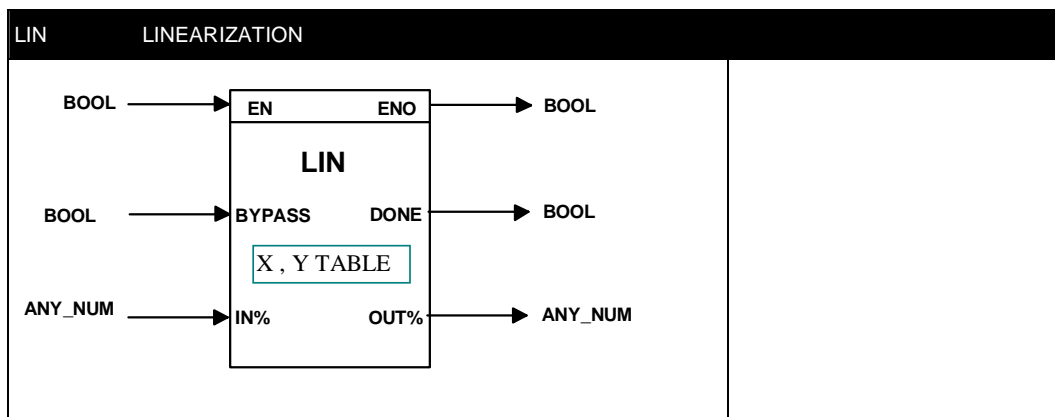 LIN LINEARIZATION
BOOL EN ENO BOOL
LIN
BOOL BYPASS DONE BOOL
X , Y TABLE
ANY_NUM IN% OUT% ANY_NUM